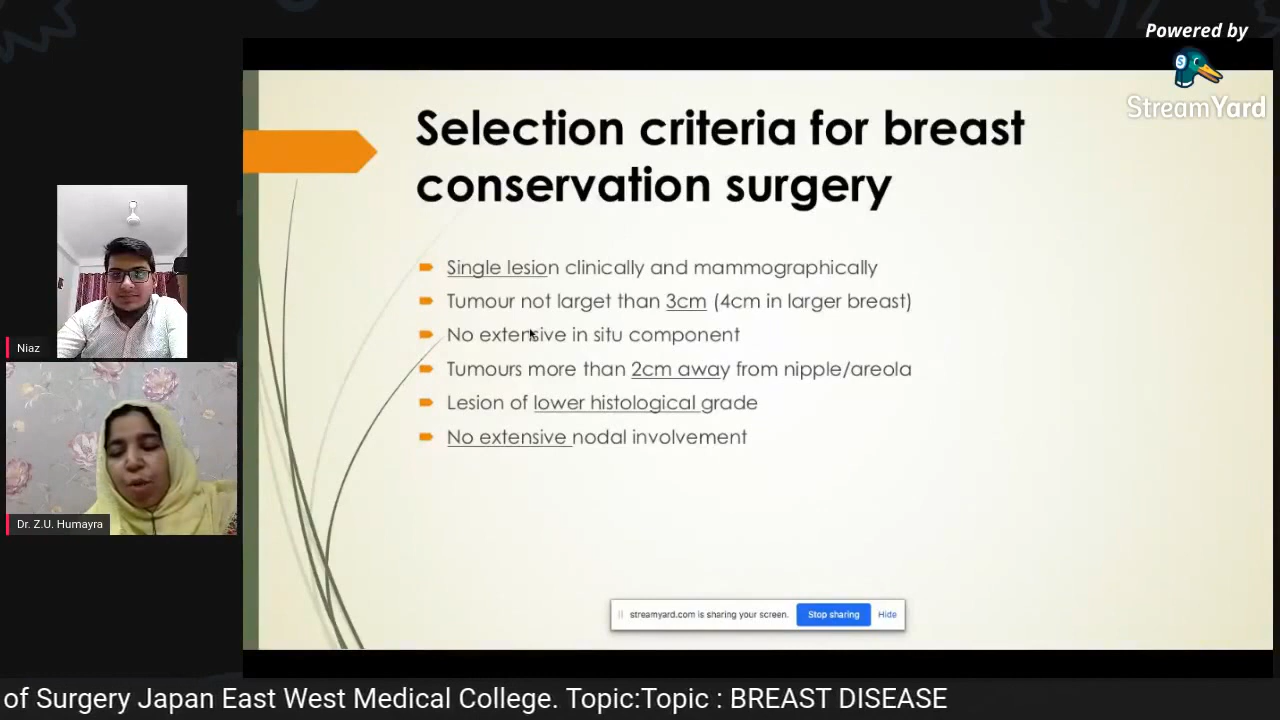 Powered by
StreamYard
Selection criteria for breast
conservation surgery
Single lesion clinically and mammographically
Tumour not larget than 3cm (4cm in larger breast)
No extensive in situ component
Tumours more than 2cm away from nipple/areola
Lesion of lower histological grade
No extensive nodal involvement
Niaz
Dr. Z.U. Humayra
streamyard.com is sharing your screen. Stop sharing Hide
of Surgery Japan East West Medical College. Topic:Topic : BREAST DISEASE